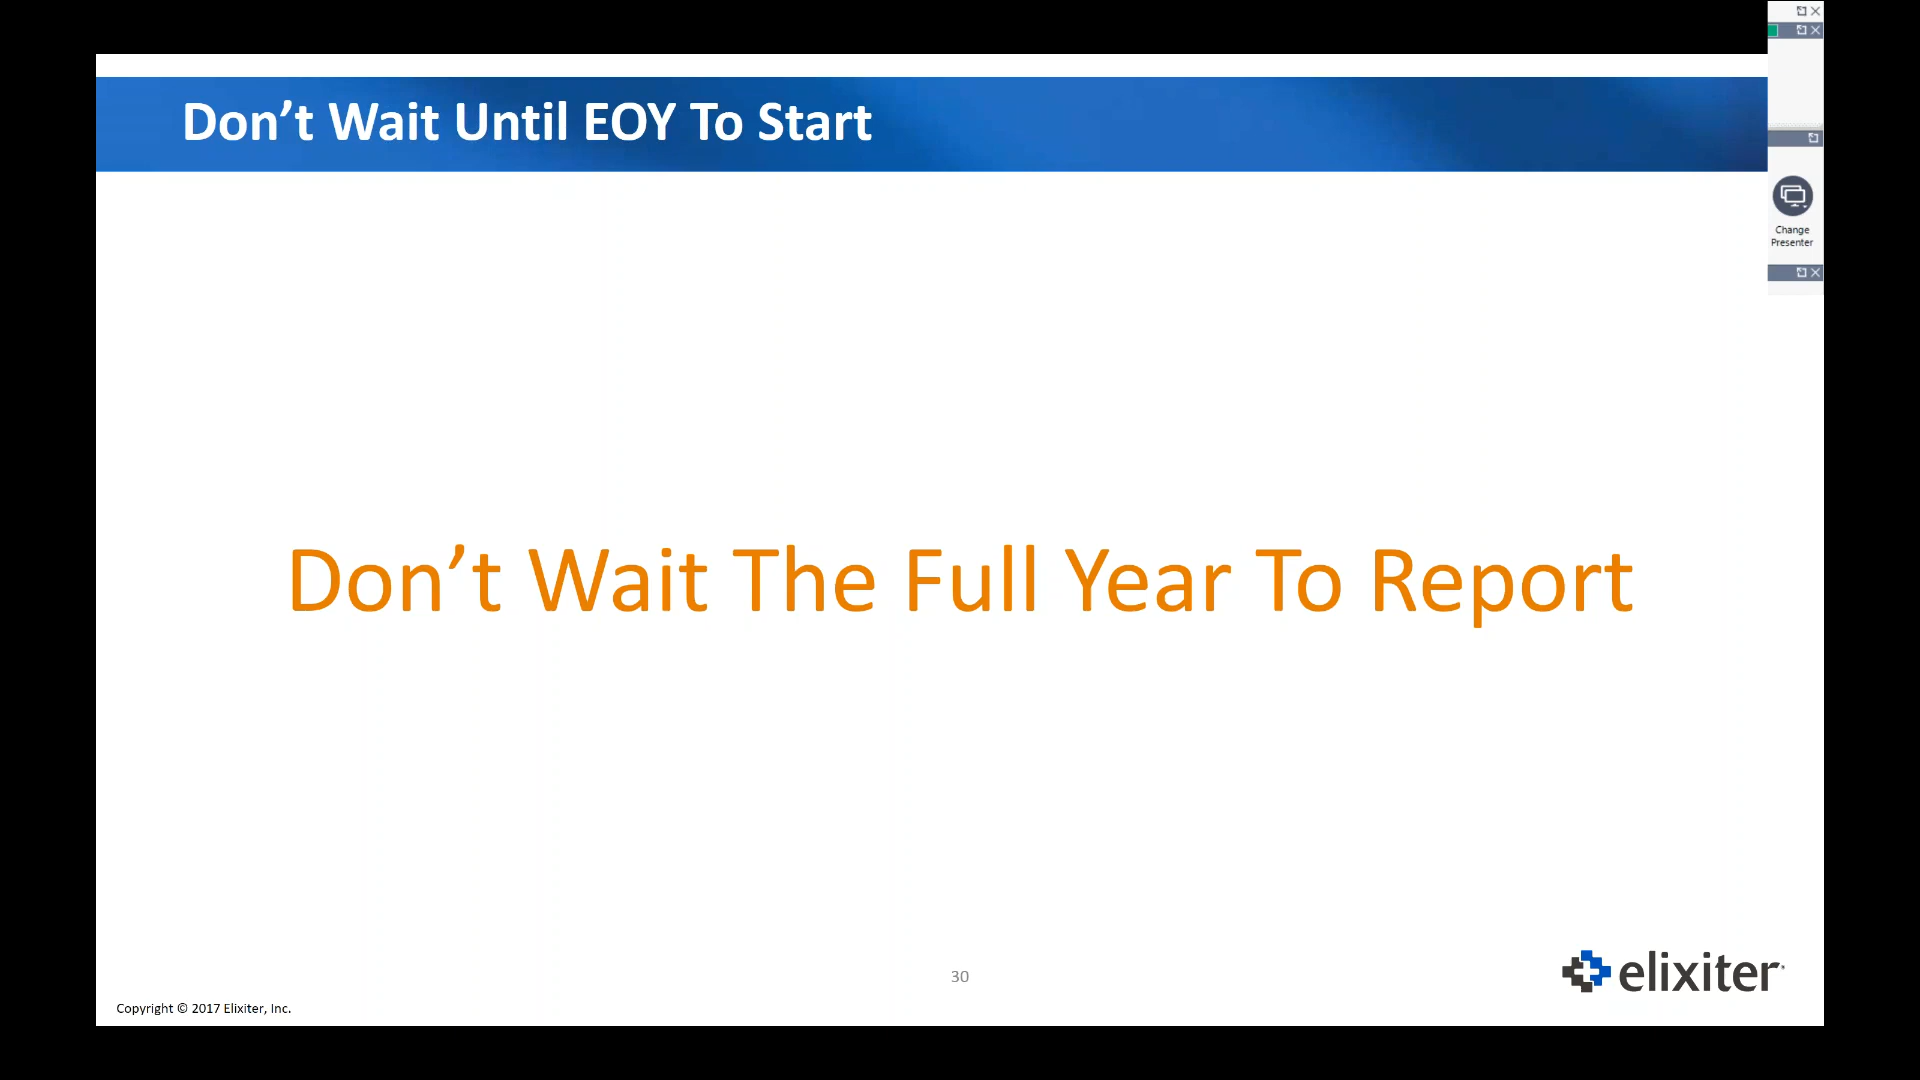 Don’t Wait Until EOY To Start
Change
Presenter
Don’t Wait The Full Year To Report
30
elixiter
Copyright © 2017 Elixiter, Inc.